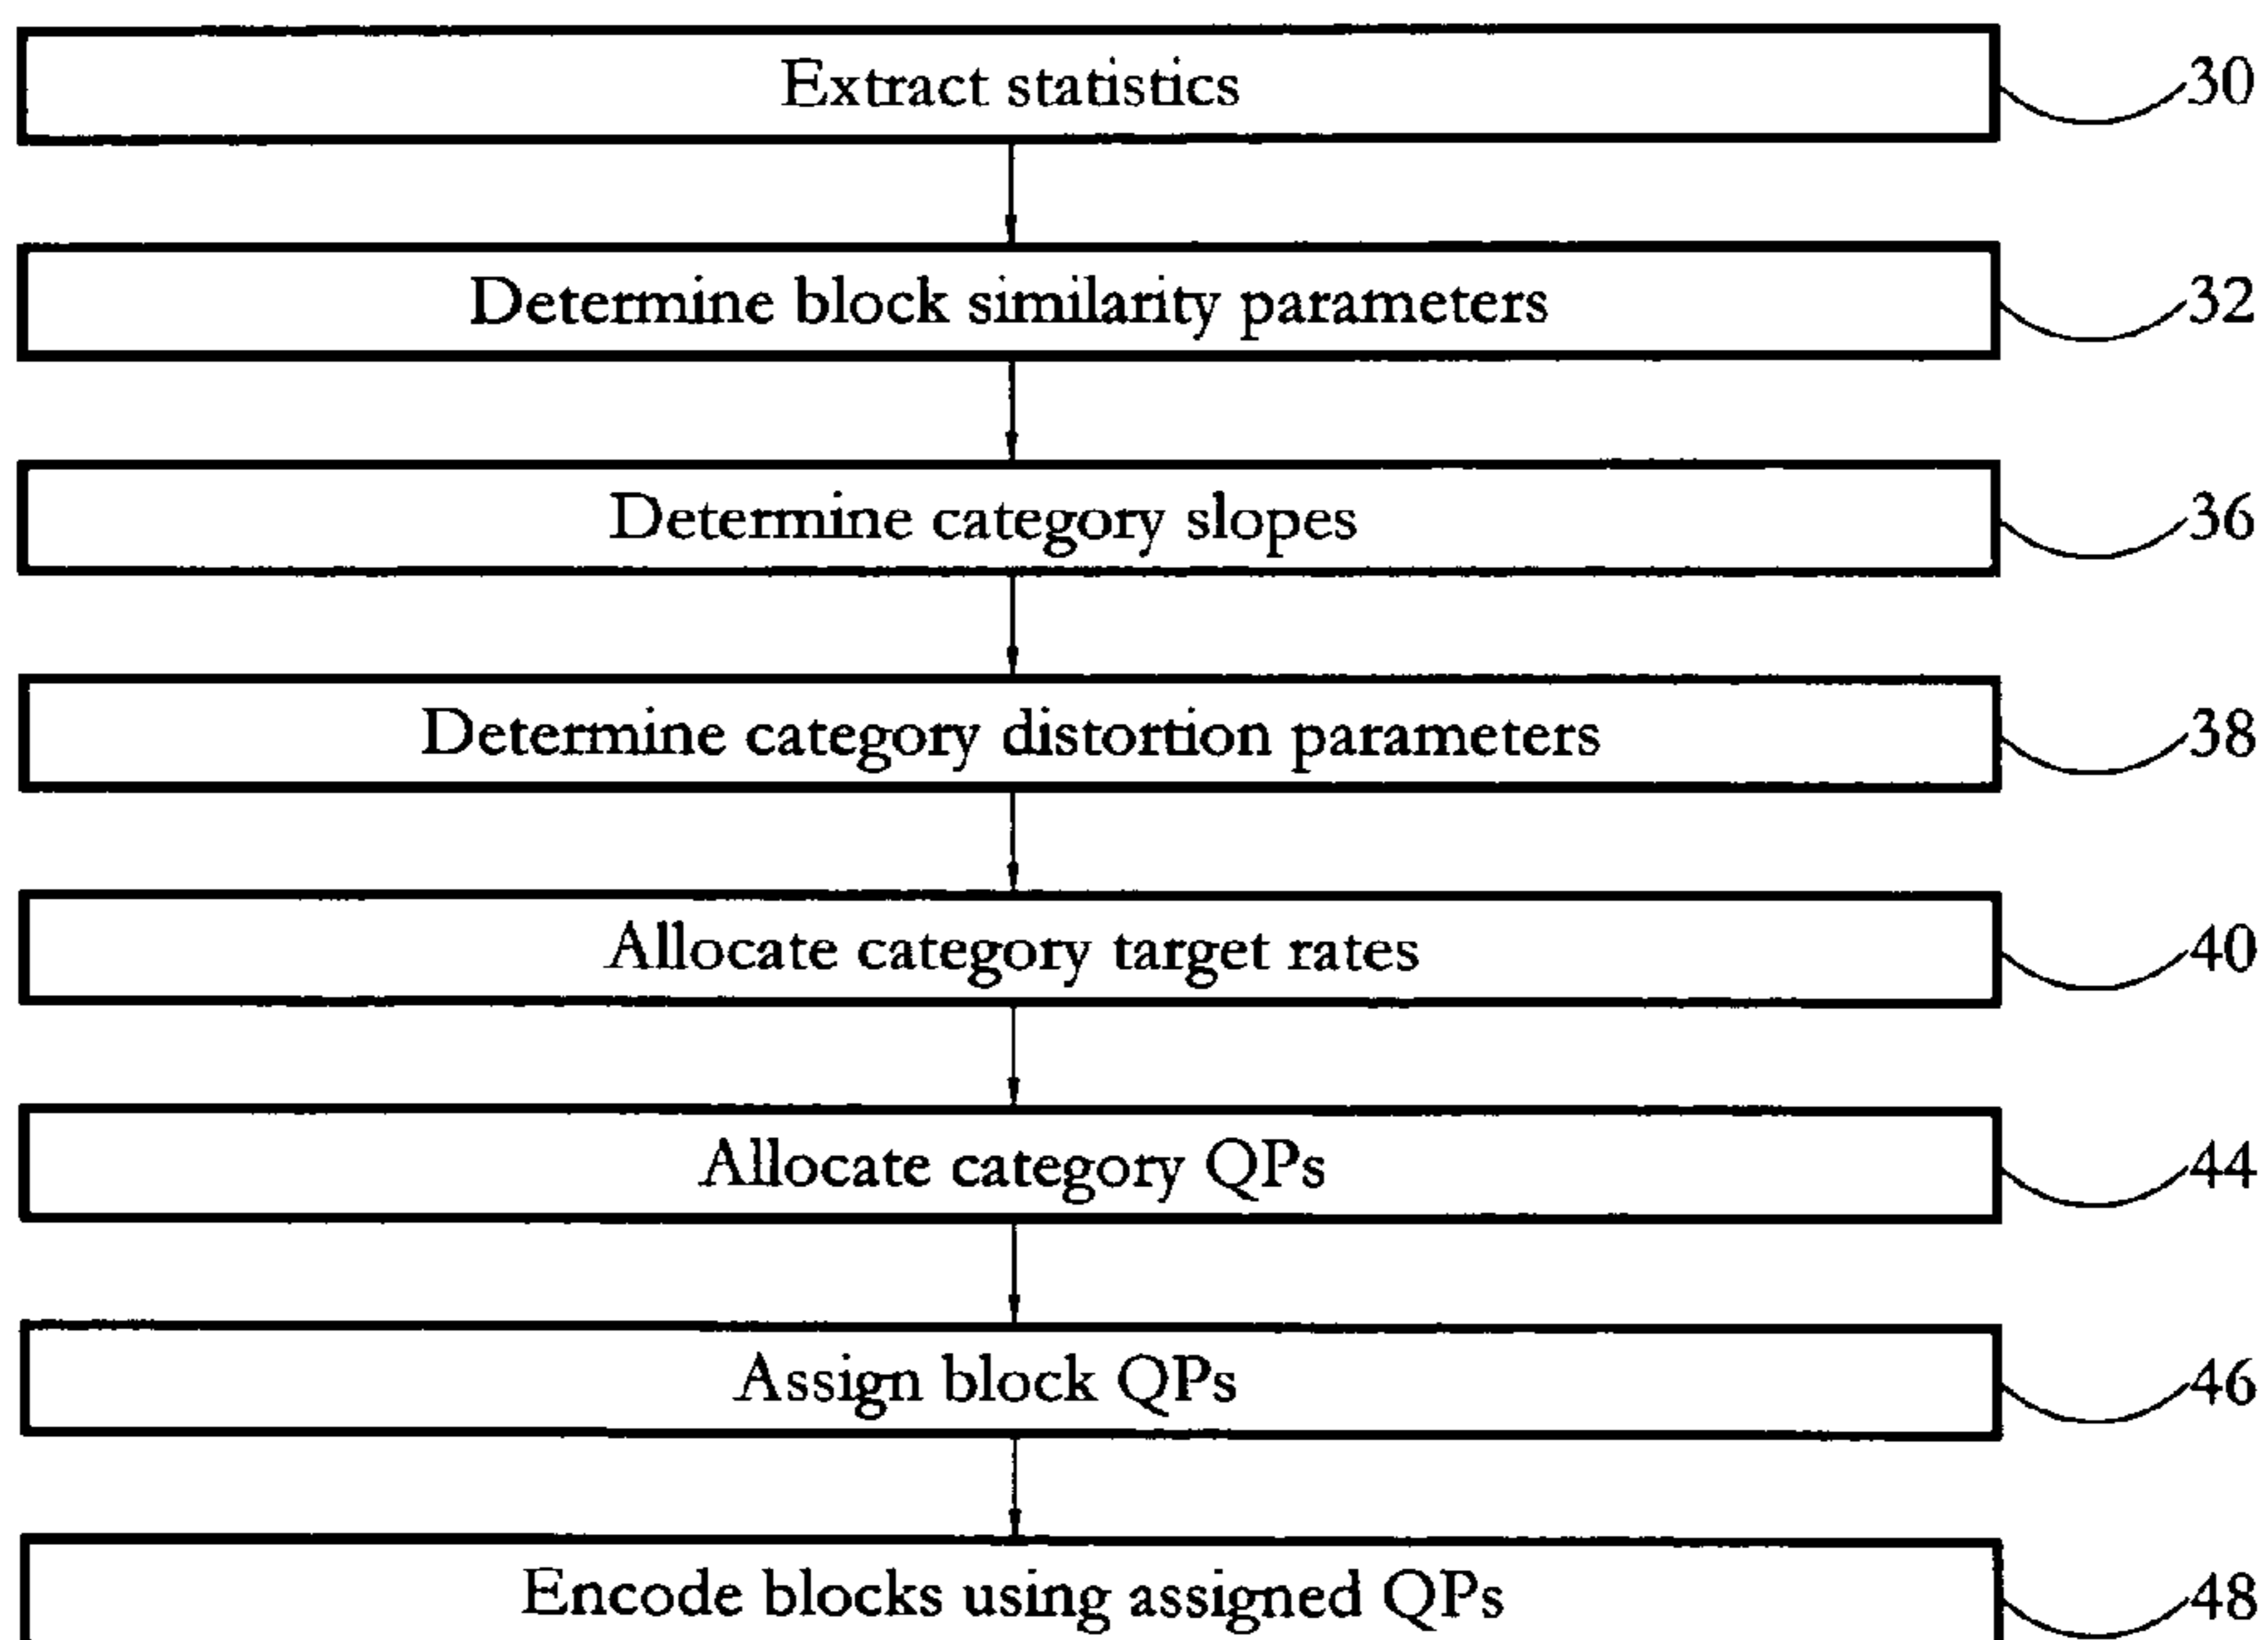 Extract statistics 30
Determine block similarity parameters 32
Determine category slopes 36
Determine category distortion parameters 38
Allocate category target rates 40
Allocate category QPs 44
Assign block QPs 46
Encode blocks using assigned QPs 48